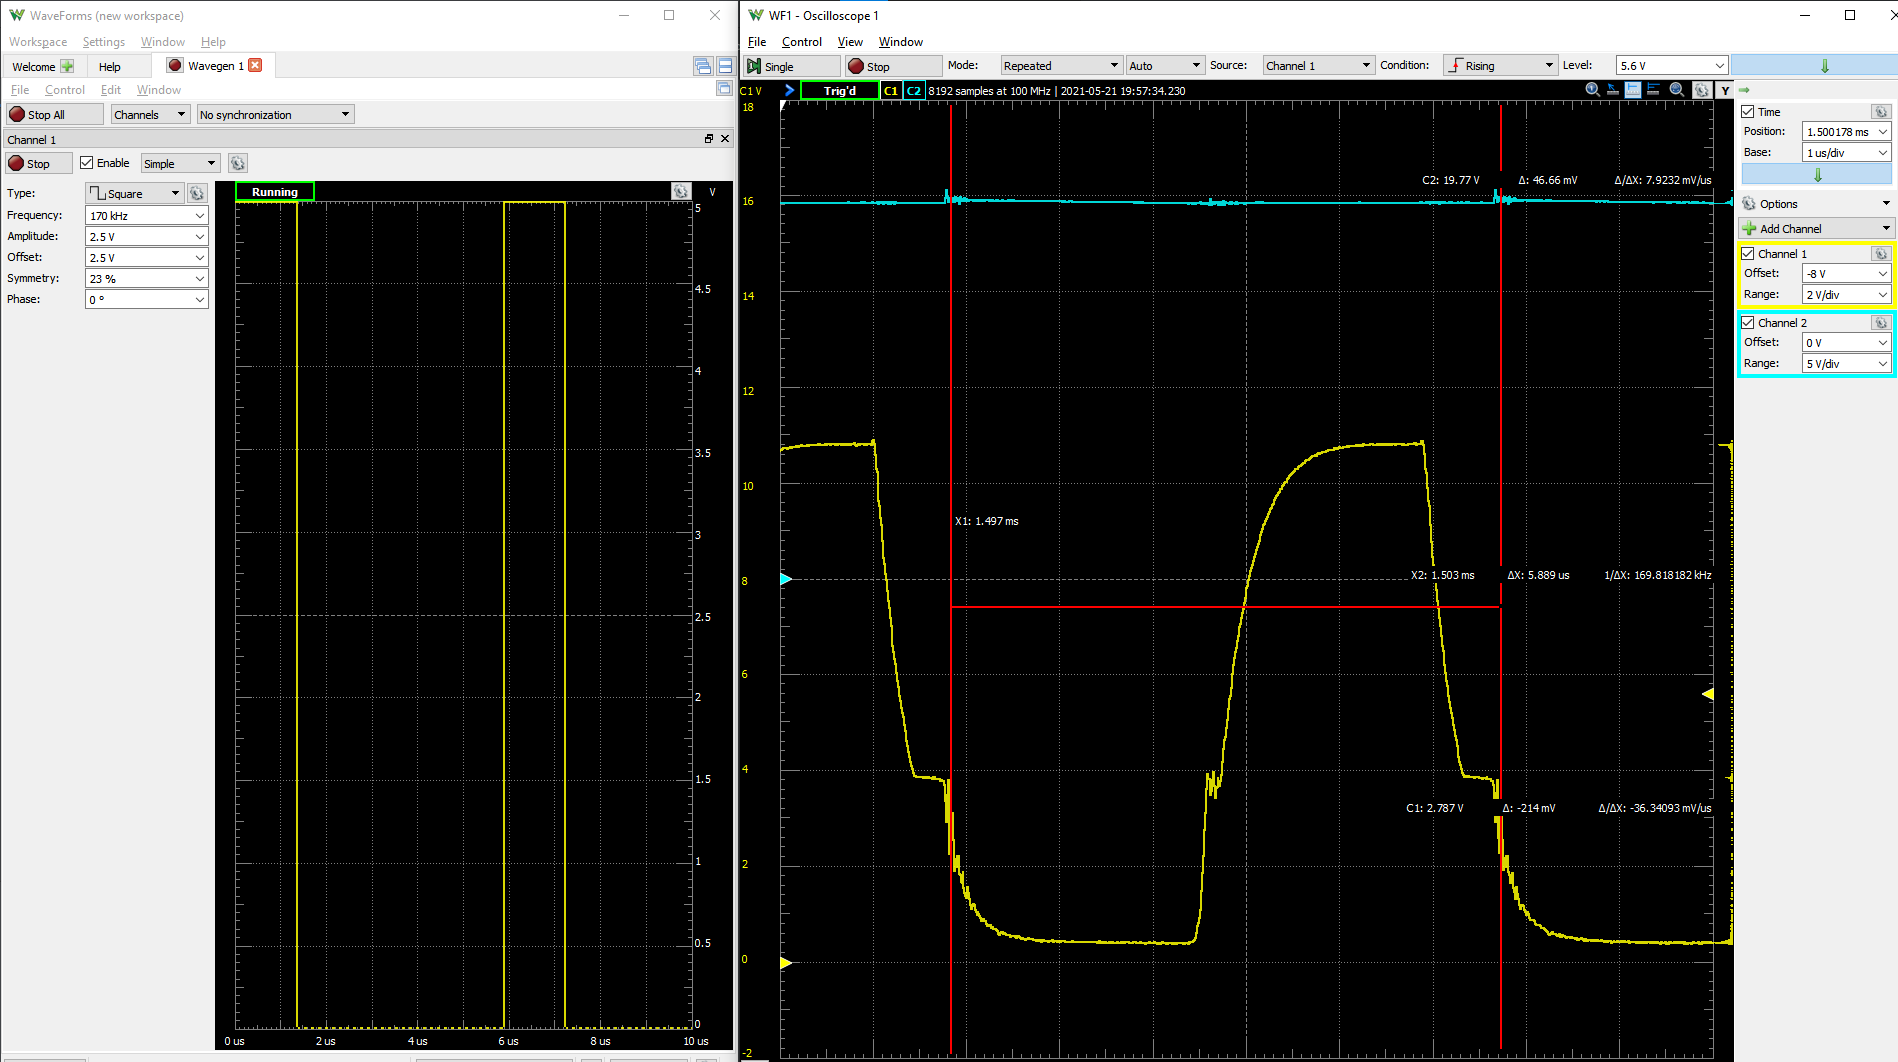 WaveForms (new workspace)
Workspace Settings Window Help
Welcome Help Wavegen 1
File Control Edit Window
Stop All Channels No synchronization
Channel 1
Stop Enable Simple
Type: Square
Frequency: 170 kHz
Amplitude: 2.5 V
Offset: 2.5 V
Symmetry: 23 %
Phase: 0 °
Running V
5
4.5
4
3.5
3
2.5
2
1.5
1
0.5
0
0 us 2 us 4 us 6 us 8 us 10 us
WF1 - Oscilloscope 1
File Control View Window
Single Stop Mode: Repeated Auto Source: Channel 1 Condition: Rising Level: 5.6 V
C1 V Trig'd C1 C2 8192 samples at 100 MHz | 2021-05-21 19:57:34.230 Y
18
16
14
12
10
8
6
4
2
0
-2
C2: 19.77 V Δ: 46.66 mV Δ/ΔX: 7.9232 mV/us
X1: 1.497 ms
X2: 1.503 ms ΔX: 5.889 us 1/ΔX: 169.818182 kHz
C1: 2.787 V Δ: -214 mV Δ/ΔX: -36.34093 mV/us
Time
Position: 1.500178 ms
Base: 1 us/div
Options
Add Channel
Channel 1
Offset: -8 V
Range: 2 V/div
Channel 2
Offset: 0 V
Range: 5 V/div